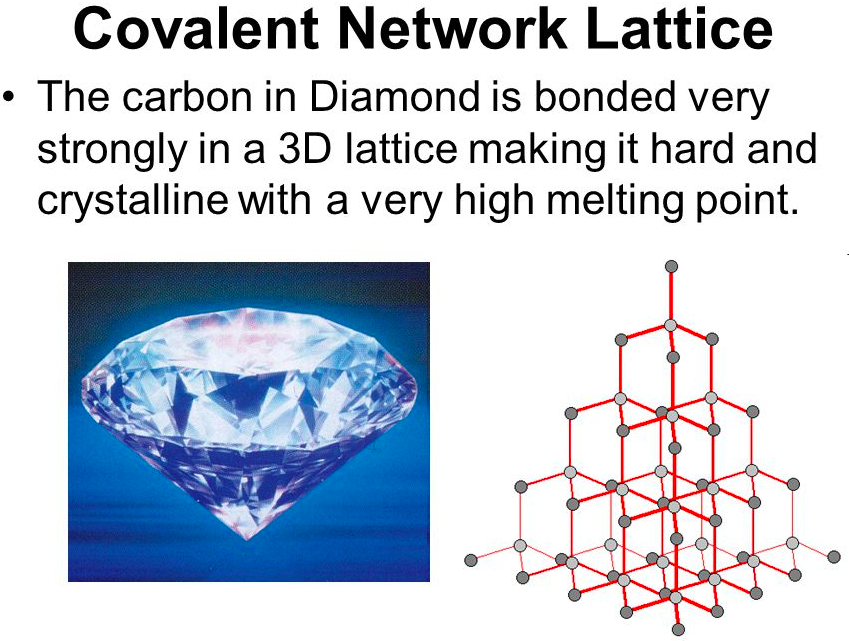 Covalent Network Lattice
• The carbon in Diamond is bonded very
strongly in a 3D lattice making it hard and
crystalline with a very high melting point.